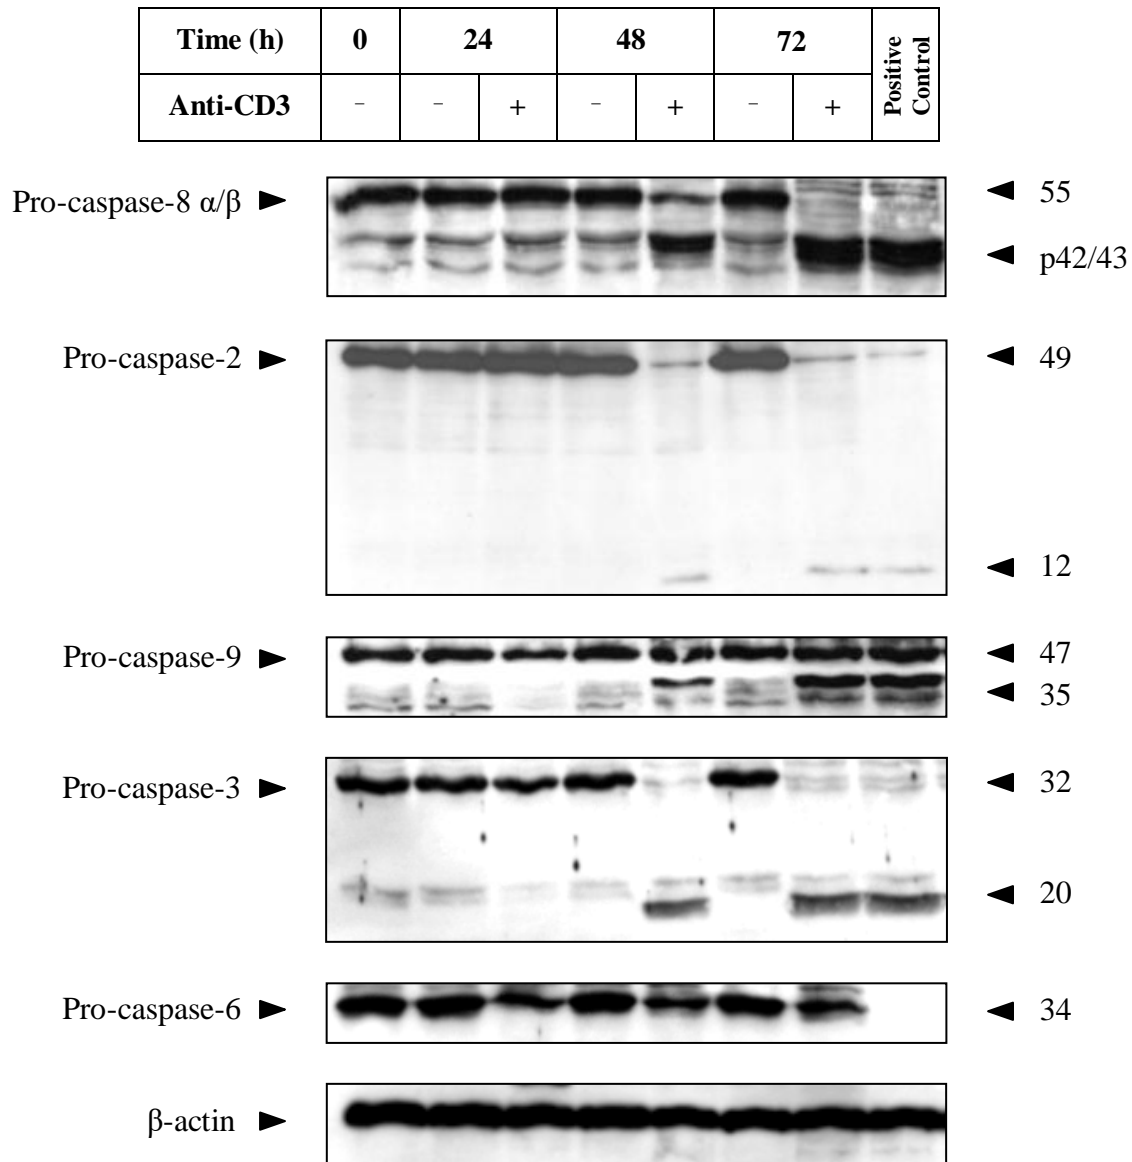 Time (h) 0 24 48 72 Positive Control
Anti-CD3 - - + - + - +
Pro-caspase-8 α/β 55
p42/43
Pro-caspase-2 49
12
Pro-caspase-9 47
35
Pro-caspase-3 32
20
Pro-caspase-6 34
β-actin